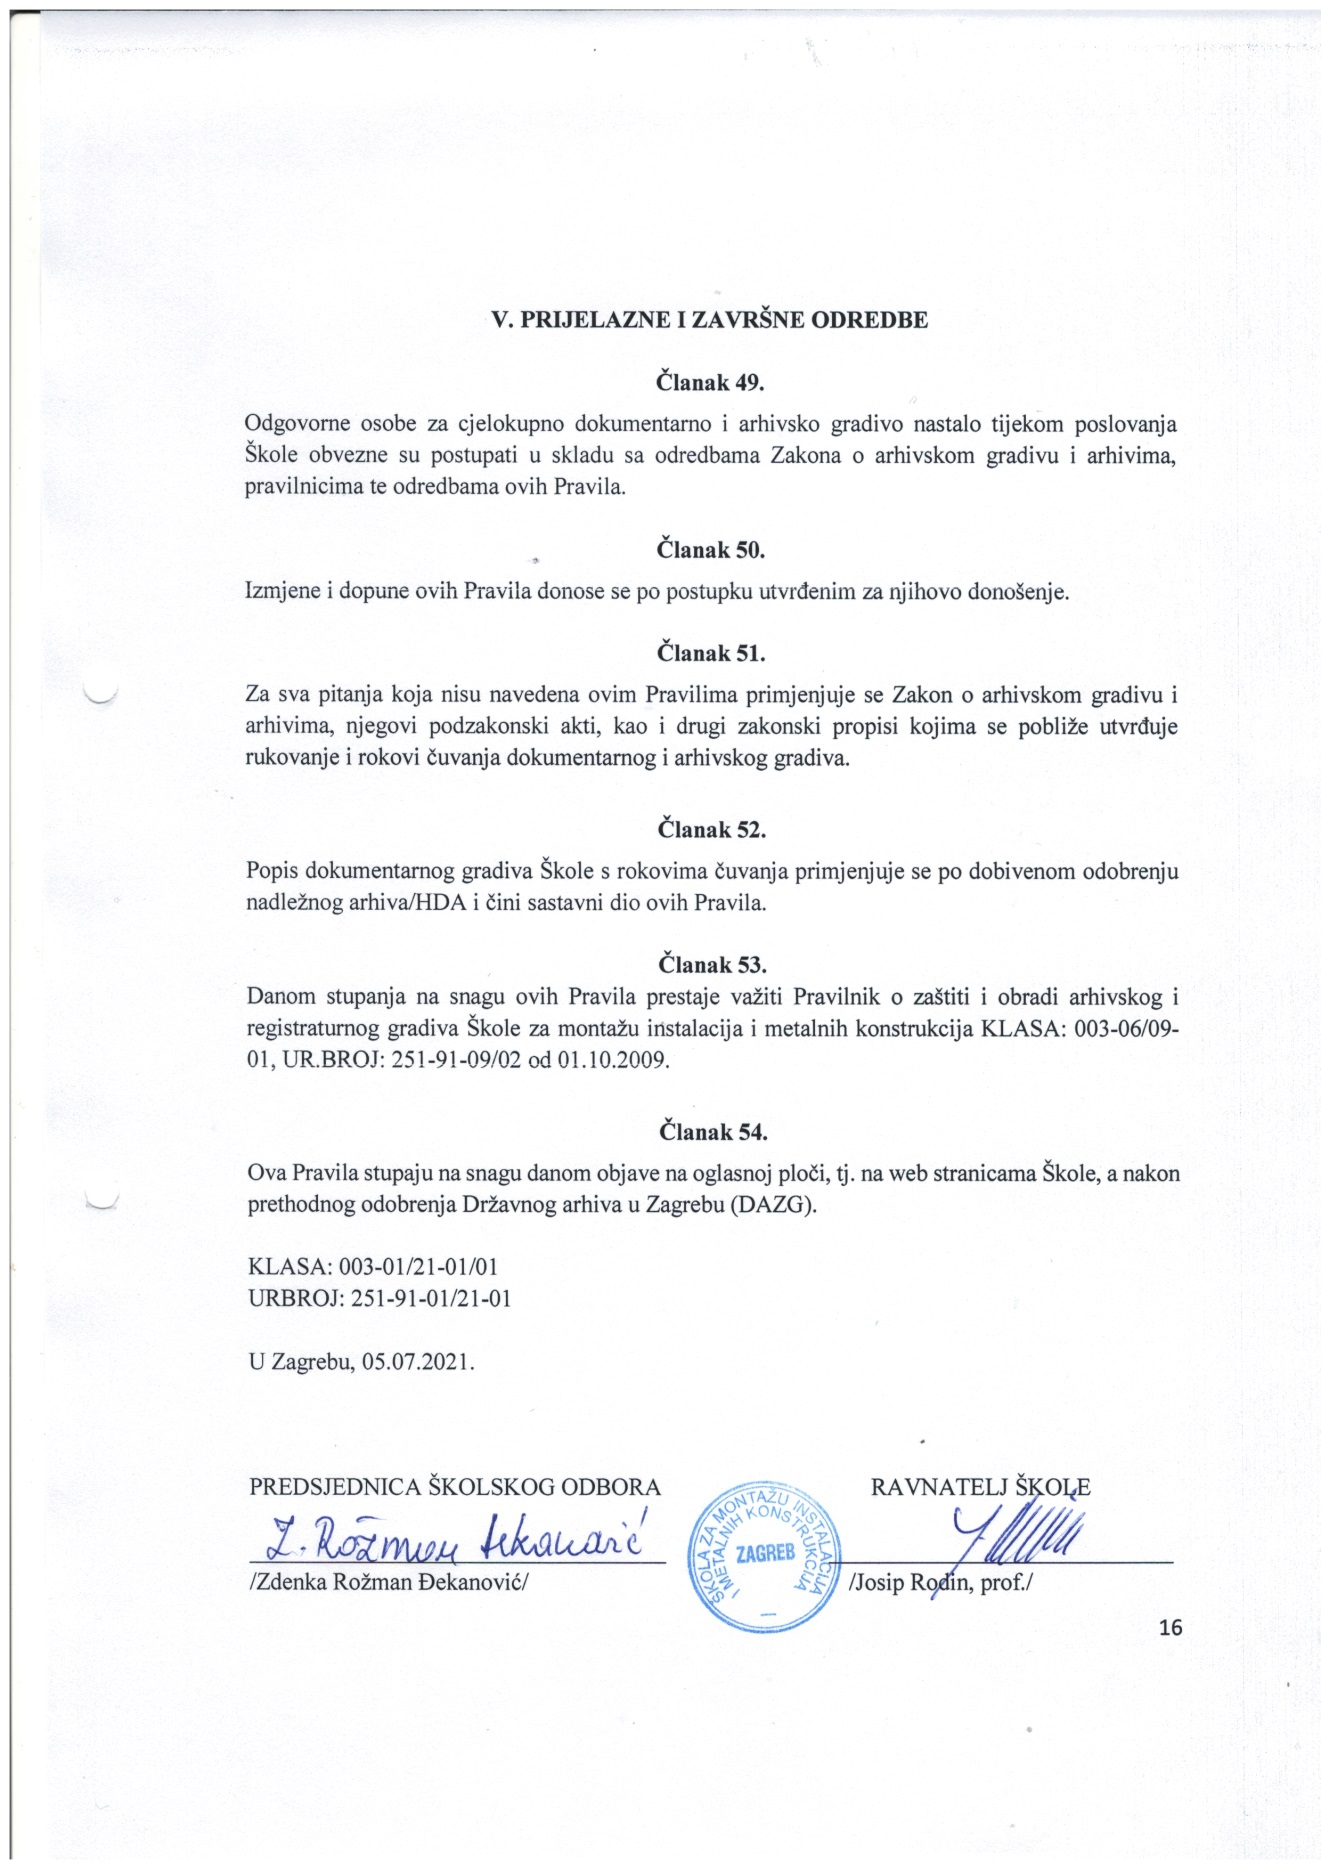 V. PRIJELAZNE I ZAVRŠNE ODREDBE
Članak 49.
Odgovorne osobe za cjelokupno dokumentarno i arhivsko gradivo nastalo tijekom poslovanja
Škole obvezne su postupati u skladu sa odredbama Zakona o arhivskom gradivu i arhivima,
pravilnicima te odredbama ovih Pravila.
Članak 50.
Izmjene i dopune ovih Pravila donose se po postupku utvrđenim za njihovo donošenje.
Članak 51.
Za sva pitanja koja nisu navedena ovim Pravilima primjenjuje se Zakon o arhivskom gradivu i
arhivima, njegovi podzakonski akti, kao i drugi zakonski propisi kojima se pobliže utvrđuje
rukovanje i rokovi čuvanja dokumentarnog i arhivskog gradiva.
Članak 52.
Popis dokumentarnog gradiva Škole s rokovima čuvanja primjenjuje se po dobivenom odobrenju
nadležnog arhiva/HDA i čini sastavni dio ovih Pravila.
Članak 53.
Danom stupanja na snagu ovih Pravila prestaje važiti Pravilnik o zaštiti i obradi arhivskog i
registraturnog gradiva Škole za montažu instalacija i metalnih konstrukcija KLASA: 003-06/09-
01, UR.BROJ: 251-91-09/02 od 01.10.2009.
Članak 54.
Ova Pravila stupaju na snagu danom objave na oglasnoj ploči, tj. na web stranicama Škole, a nakon
prethodnog odobrenja Državnog arhiva u Zagrebu (DAZG).
KLASA: 003-01/21-01/01
URBROJ: 251-91-01/21-01
U Zagrebu, 05.07.2021.
PREDSJEDNICA ŠKOLSKOG ODBORA
Z. Rožman Đekanović
/Zdenka Rožman Đekanović/
ŠKOLA ZA MONTAŽU INSTALACIJA
I METALNIH KONSTRUKCIJA
ZAGREB
RAVNATELJ ŠKOLE
/Josip Rodin, prof./
16